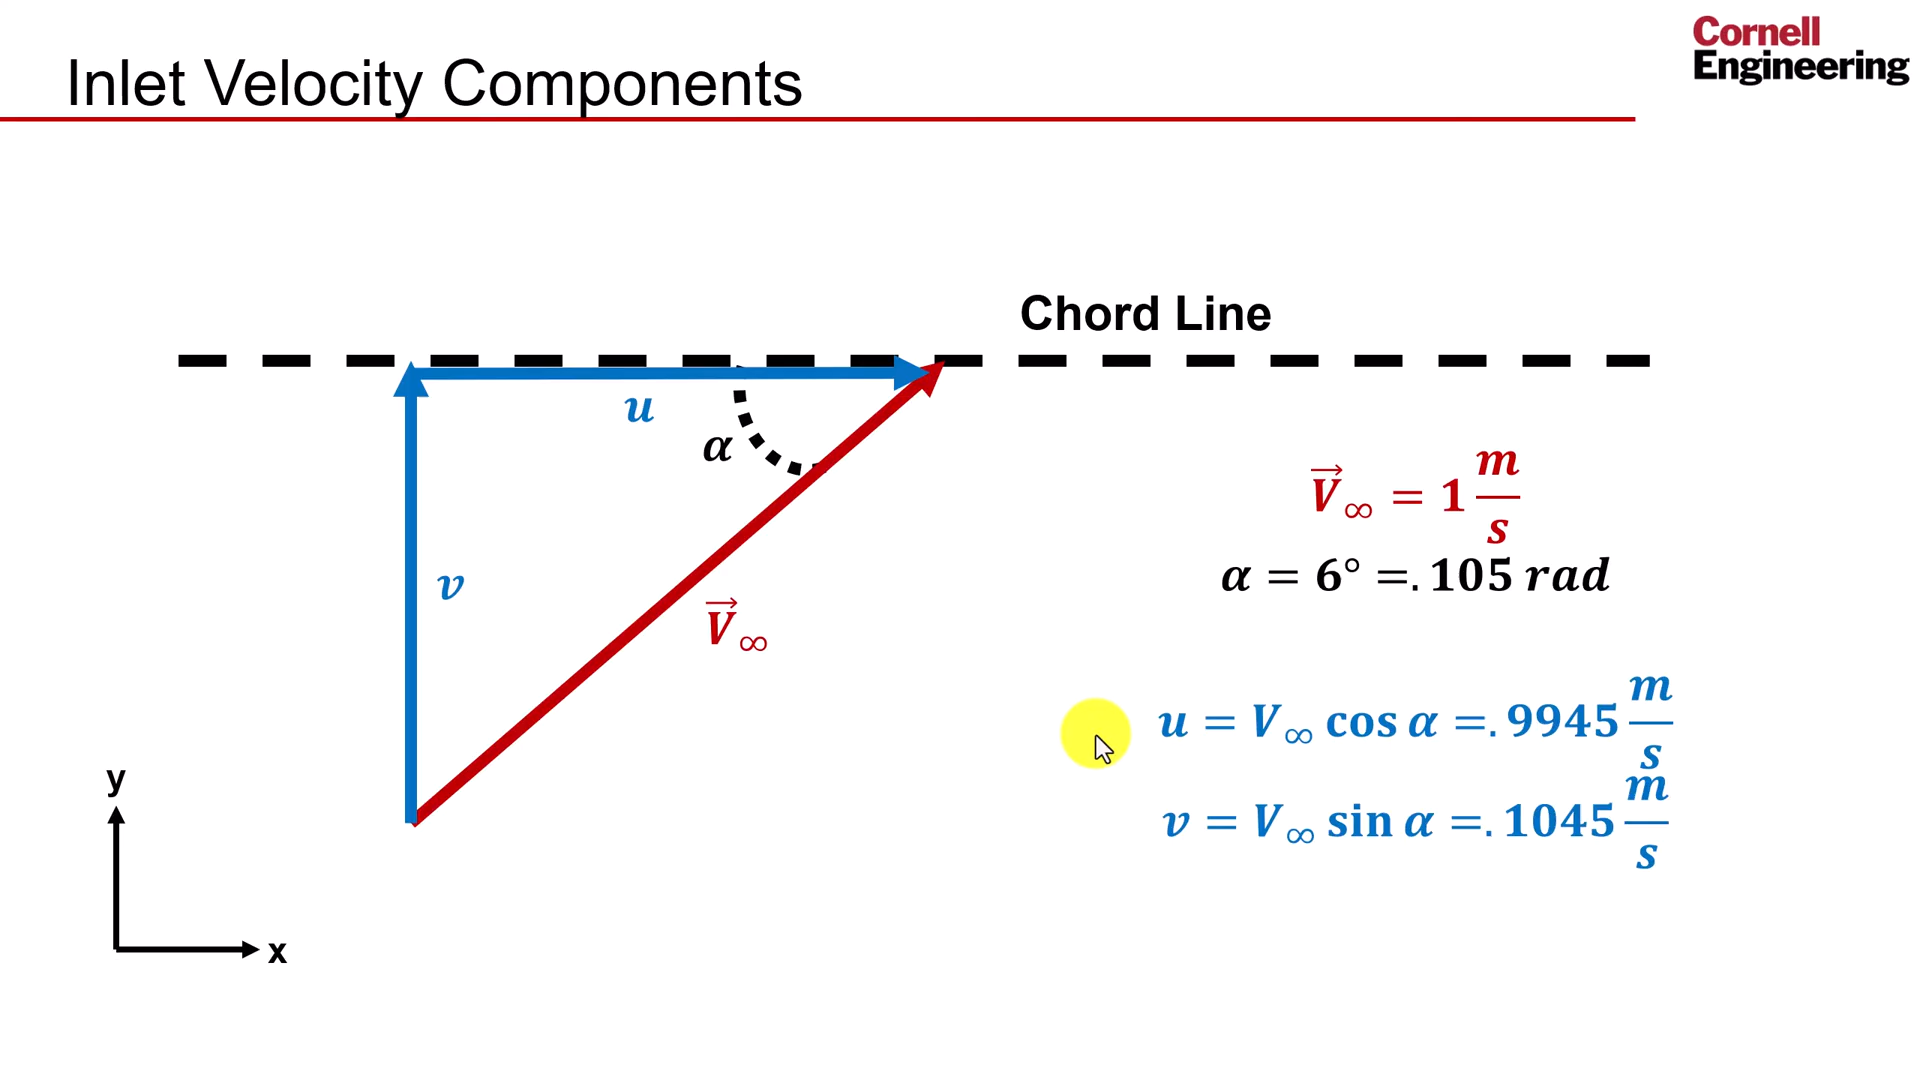 Cornell
Engineering
Inlet Velocity Components
Chord Line
u
α
v
V⃗∞
V⃗∞ = 1 m/s
α = 6° =. 105 rad
u = V∞ cos α =. 9945 m/s
v = V∞ sin α =. 1045 m/s
y
x